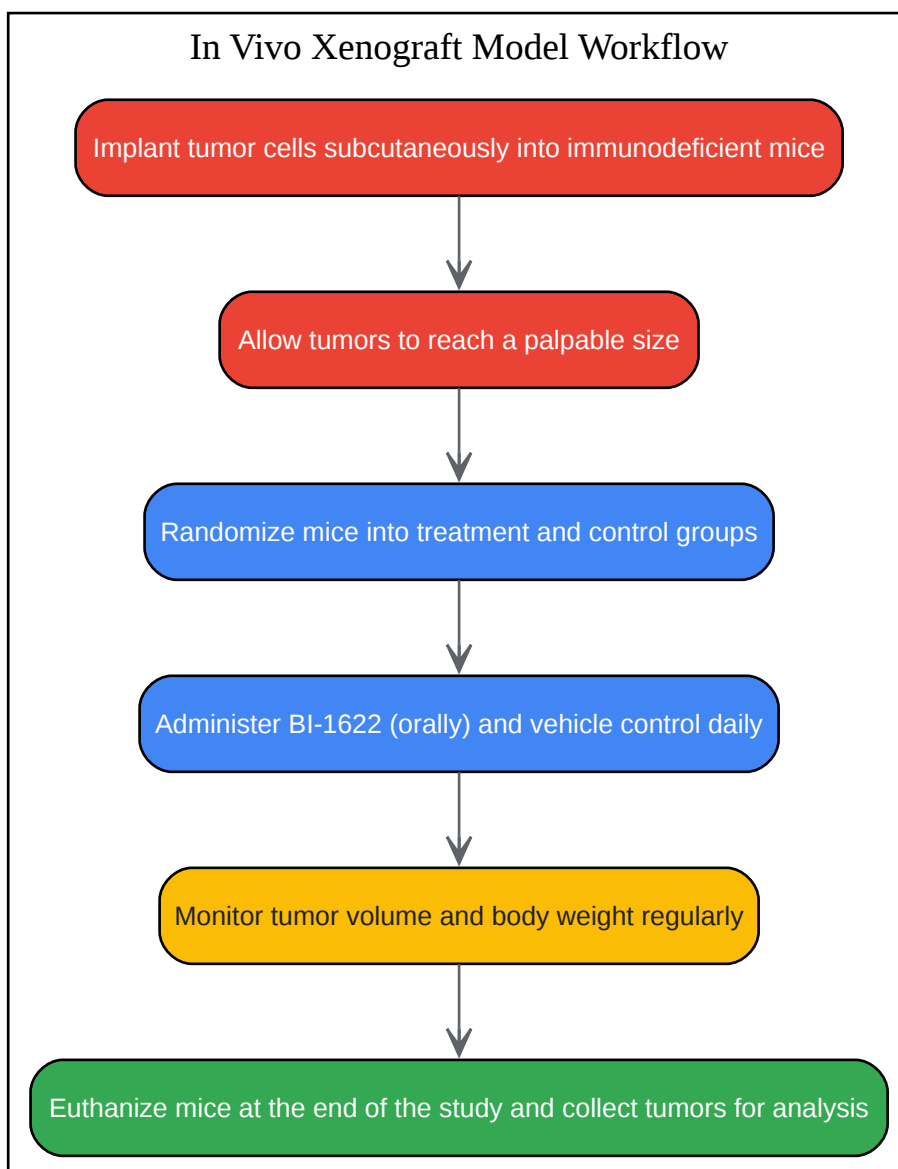 In Vivo Xenograft Model Workflow
Implant tumor cells subcutaneously into immunodeficient mice
Allow tumors to reach a palpable size
Randomize mice into treatment and control groups
Administer BI-1622 (orally) and vehicle control daily
Monitor tumor volume and body weight regularly
Euthanize mice at the end of the study and collect tumors for analysis